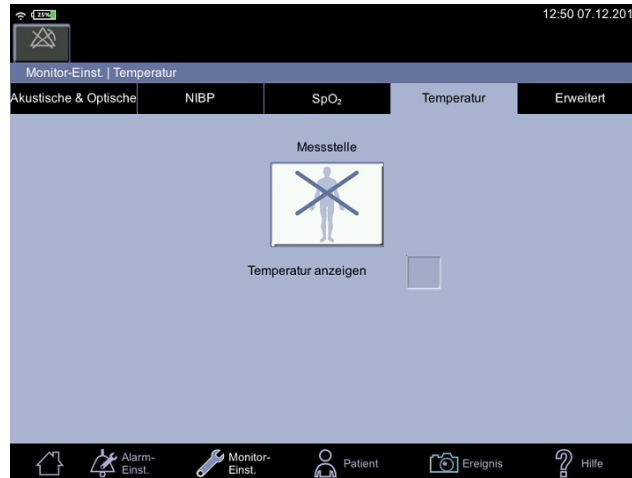 25%
12:50 07.12.201
Monitor-Einst. | Temperatur
Akustische & Optische
NIBP
SpO₂
Temperatur
Erweitert
Messstelle
Temperatur anzeigen
Alarm-
Einst.
Monitor-
Einst.
Patient
Ereignis
Hilfe